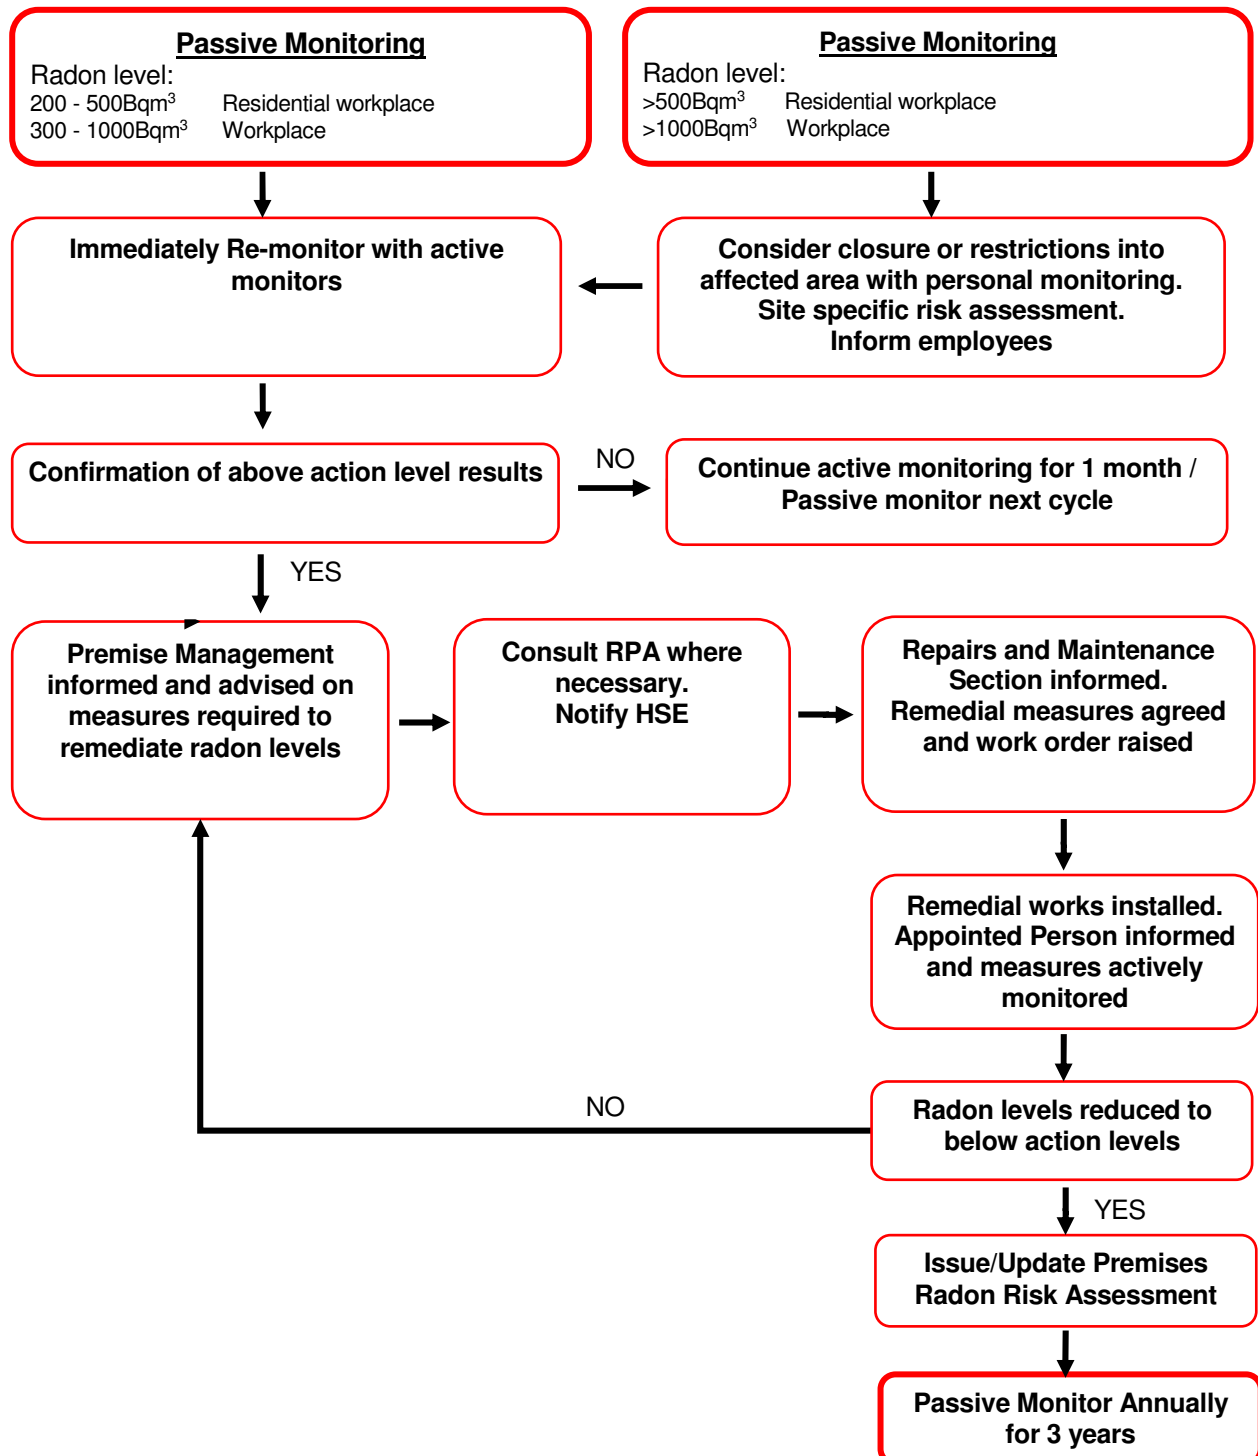 Passive Monitoring
Radon level:
200 - 500Bqm³ Residential workplace
300 - 1000Bqm³ Workplace
Passive Monitoring
Radon level:
>500Bqm³ Residential workplace
>1000Bqm³ Workplace
Immediately Re-monitor with active
monitors
Consider closure or restrictions into
affected area with personal monitoring.
Site specific risk assessment.
Inform employees
Confirmation of above action level results
NO
Continue active monitoring for 1 month /
Passive monitor next cycle
YES
Premise Management
informed and advised on
measures required to
remediate radon levels
Consult RPA where
necessary.
Notify HSE
Repairs and Maintenance
Section informed.
Remedial measures agreed
and work order raised
Remedial works installed.
Appointed Person informed
and measures actively
monitored
NO
Radon levels reduced to
below action levels
YES
Issue/Update Premises
Radon Risk Assessment
Passive Monitor Annually
for 3 years